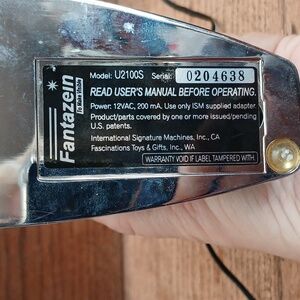 Fantazein
Model: U2100S Serial: 0204638
READ USER'S MANUAL BEFORE OPERATING.
Power: 12VAC, 200 mA. Use only ISM supplied adapter.
Product/parts covered by one or more issued/pending
U.S. patents.
International Signature Machines, Inc., CA
Fascinations Toys & Gifts, Inc., WA
WARRANTY VOID IF LABEL TAMPERED WITH.